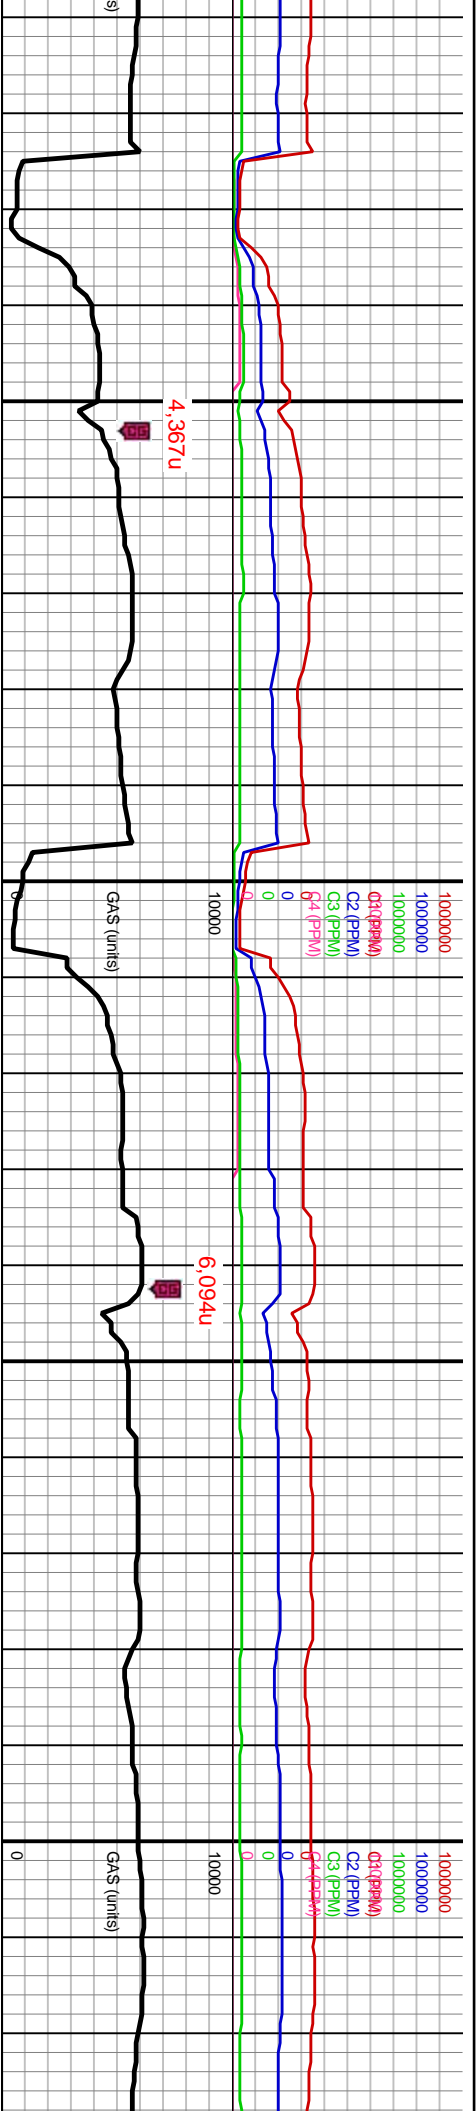 s)
4,367u
CG
0
GAS (units)
10000
0
C4 (PPM)
0
C3 (PPM)
1000000
0
C2 (PPM)
1000000
0
C1 (PPM)
1000000
6,094u
CG
0
GAS (units)
10000
0
C4 (PPM)
0
C3 (PPM)
1000000
0
C2 (PPM)
1000000
0
C1 (PPM)
1000000